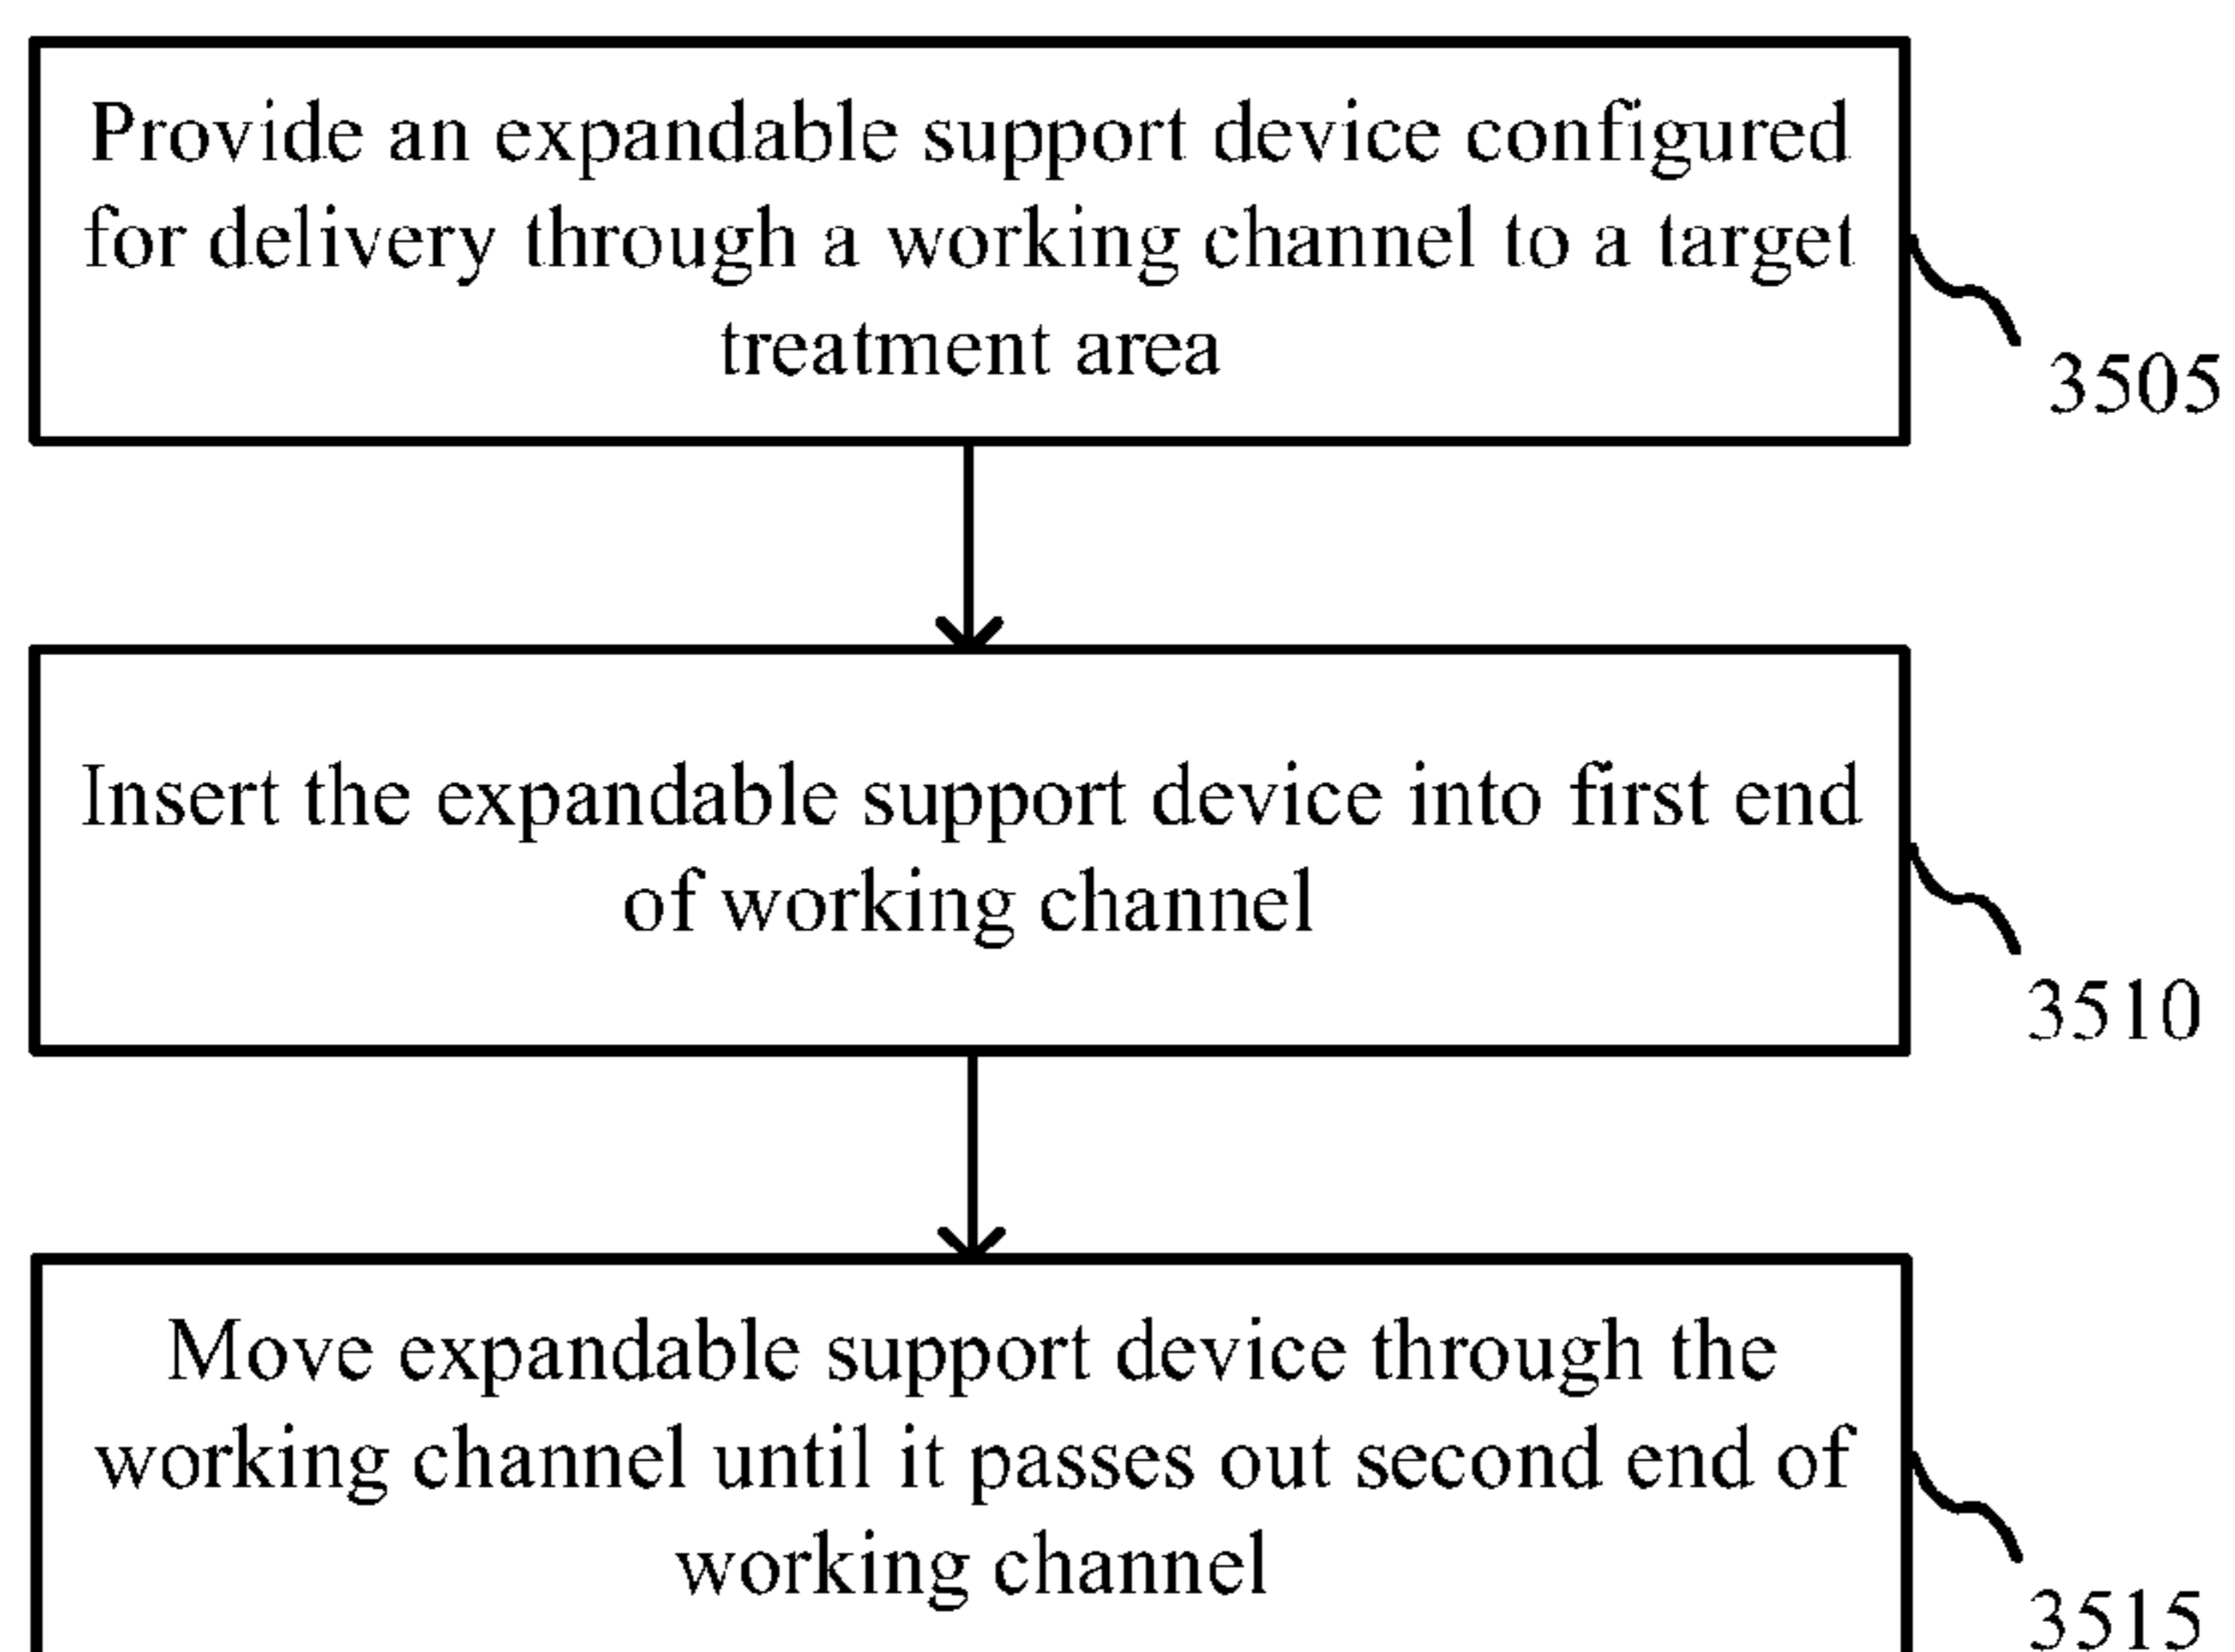 Provide an expandable support device configured
for delivery through a working channel to a target
treatment area
3505
Insert the expandable support device into first end
of working channel
3510
Move expandable support device through the
working channel until it passes out second end of
working channel
3515